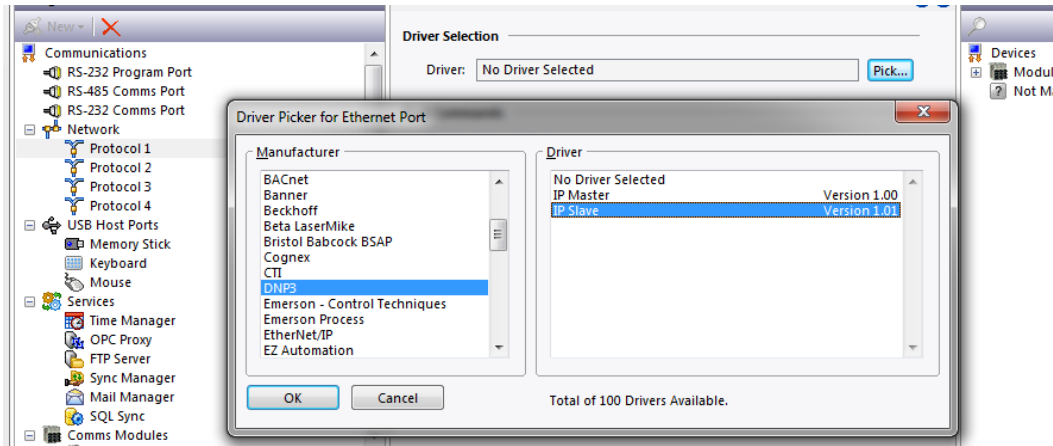 New
Communications
RS-232 Program Port
RS-485 Comms Port
RS-232 Comms Port
Network
Protocol 1
Protocol 2
Protocol 3
Protocol 4
USB Host Ports
Memory Stick
Keyboard
Mouse
Services
Time Manager
OPC Proxy
FTP Server
Sync Manager
Mail Manager
SQL Sync
Comms Modules
Driver Selection
Driver: No Driver Selected Pick...
Driver Picker for Ethernet Port
Manufacturer
BACnet
Banner
Beckhoff
Beta LaserMike
Bristol Babcock BSAP
Cognex
CTI
DNP3
Emerson - Control Techniques
Emerson Process
EtherNet/IP
EZ Automation
Driver
No Driver Selected
IP Master Version 1.00
IP Slave Version 1.01
OK Cancel
Total of 100 Drivers Available.
Devices
Modul
Not Ma